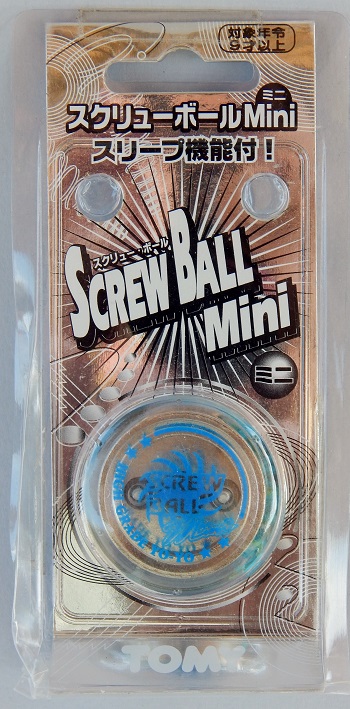 対象年令
9才以上
ミニ
スクリューボールMini
スリープ機能付！
スクリュー・ボール
SCREW BALL
Mini
ミニ
SCREW
BALL
HIGH GRADE YO-YO
TOMY